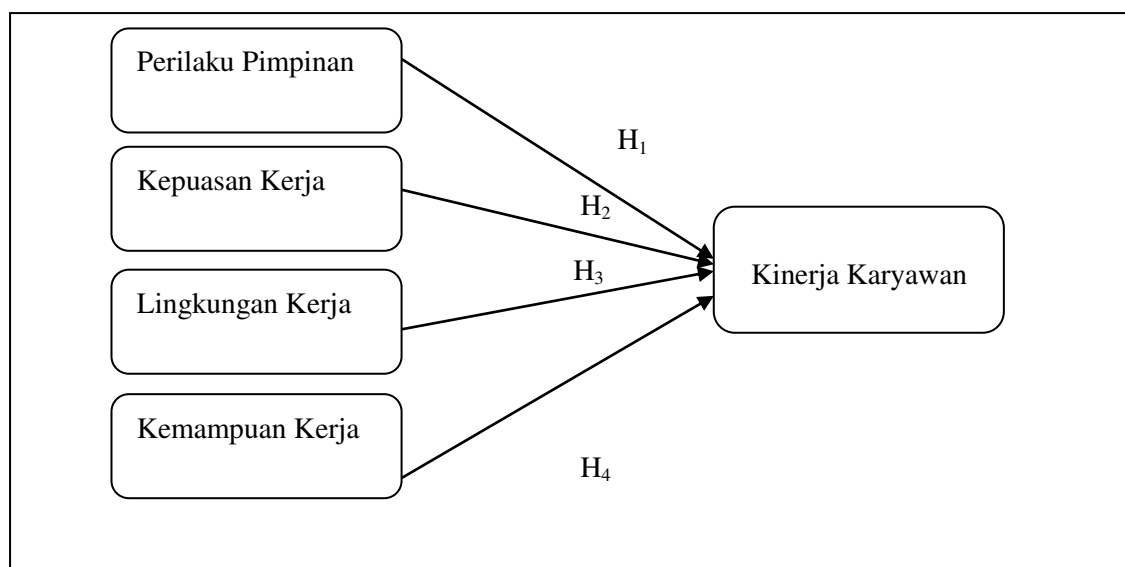 Perilaku Pimpinan
H₁
Kepuasan Kerja
H₂
Lingkungan Kerja
H₃
Kinerja Karyawan
Kemampuan Kerja
H₄